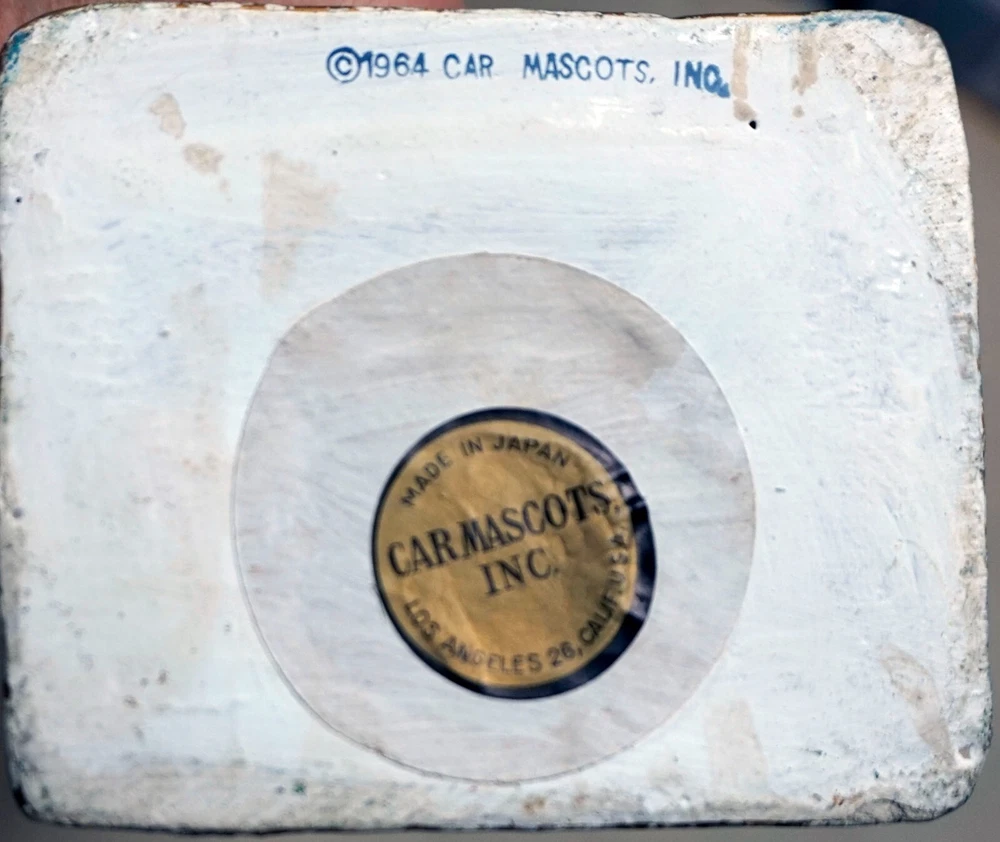 ©1964 CAR MASCOTS, INC.
MADE IN JAPAN
CAR MASCOTS,
INC.
LOS ANGELES 26, CALIF. U.S.A.